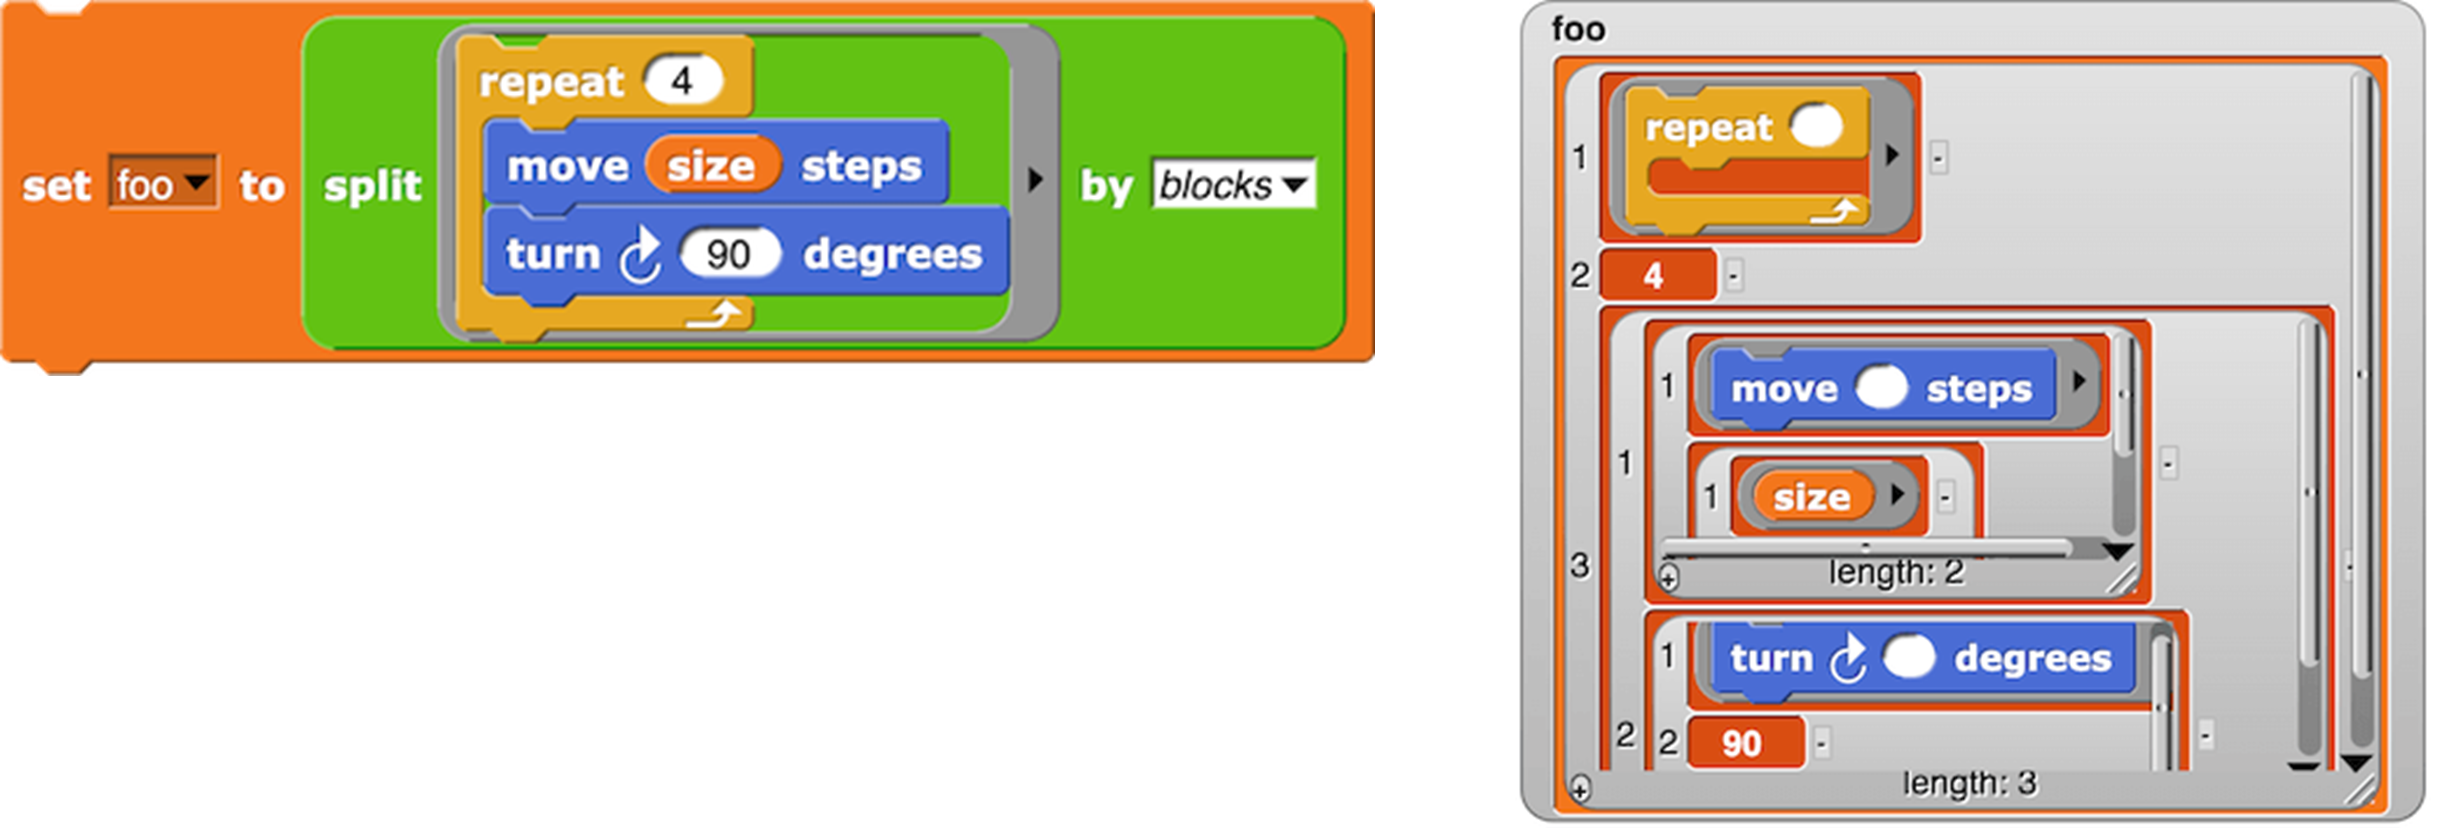 set foo to split repeat 4 by blocks
move size steps
turn 90 degrees
foo
1 repeat -
2 4 -
3
1
1 move steps
1 size -
-
length: 2
2
1 turn degrees
2 90 -
-
length: 3